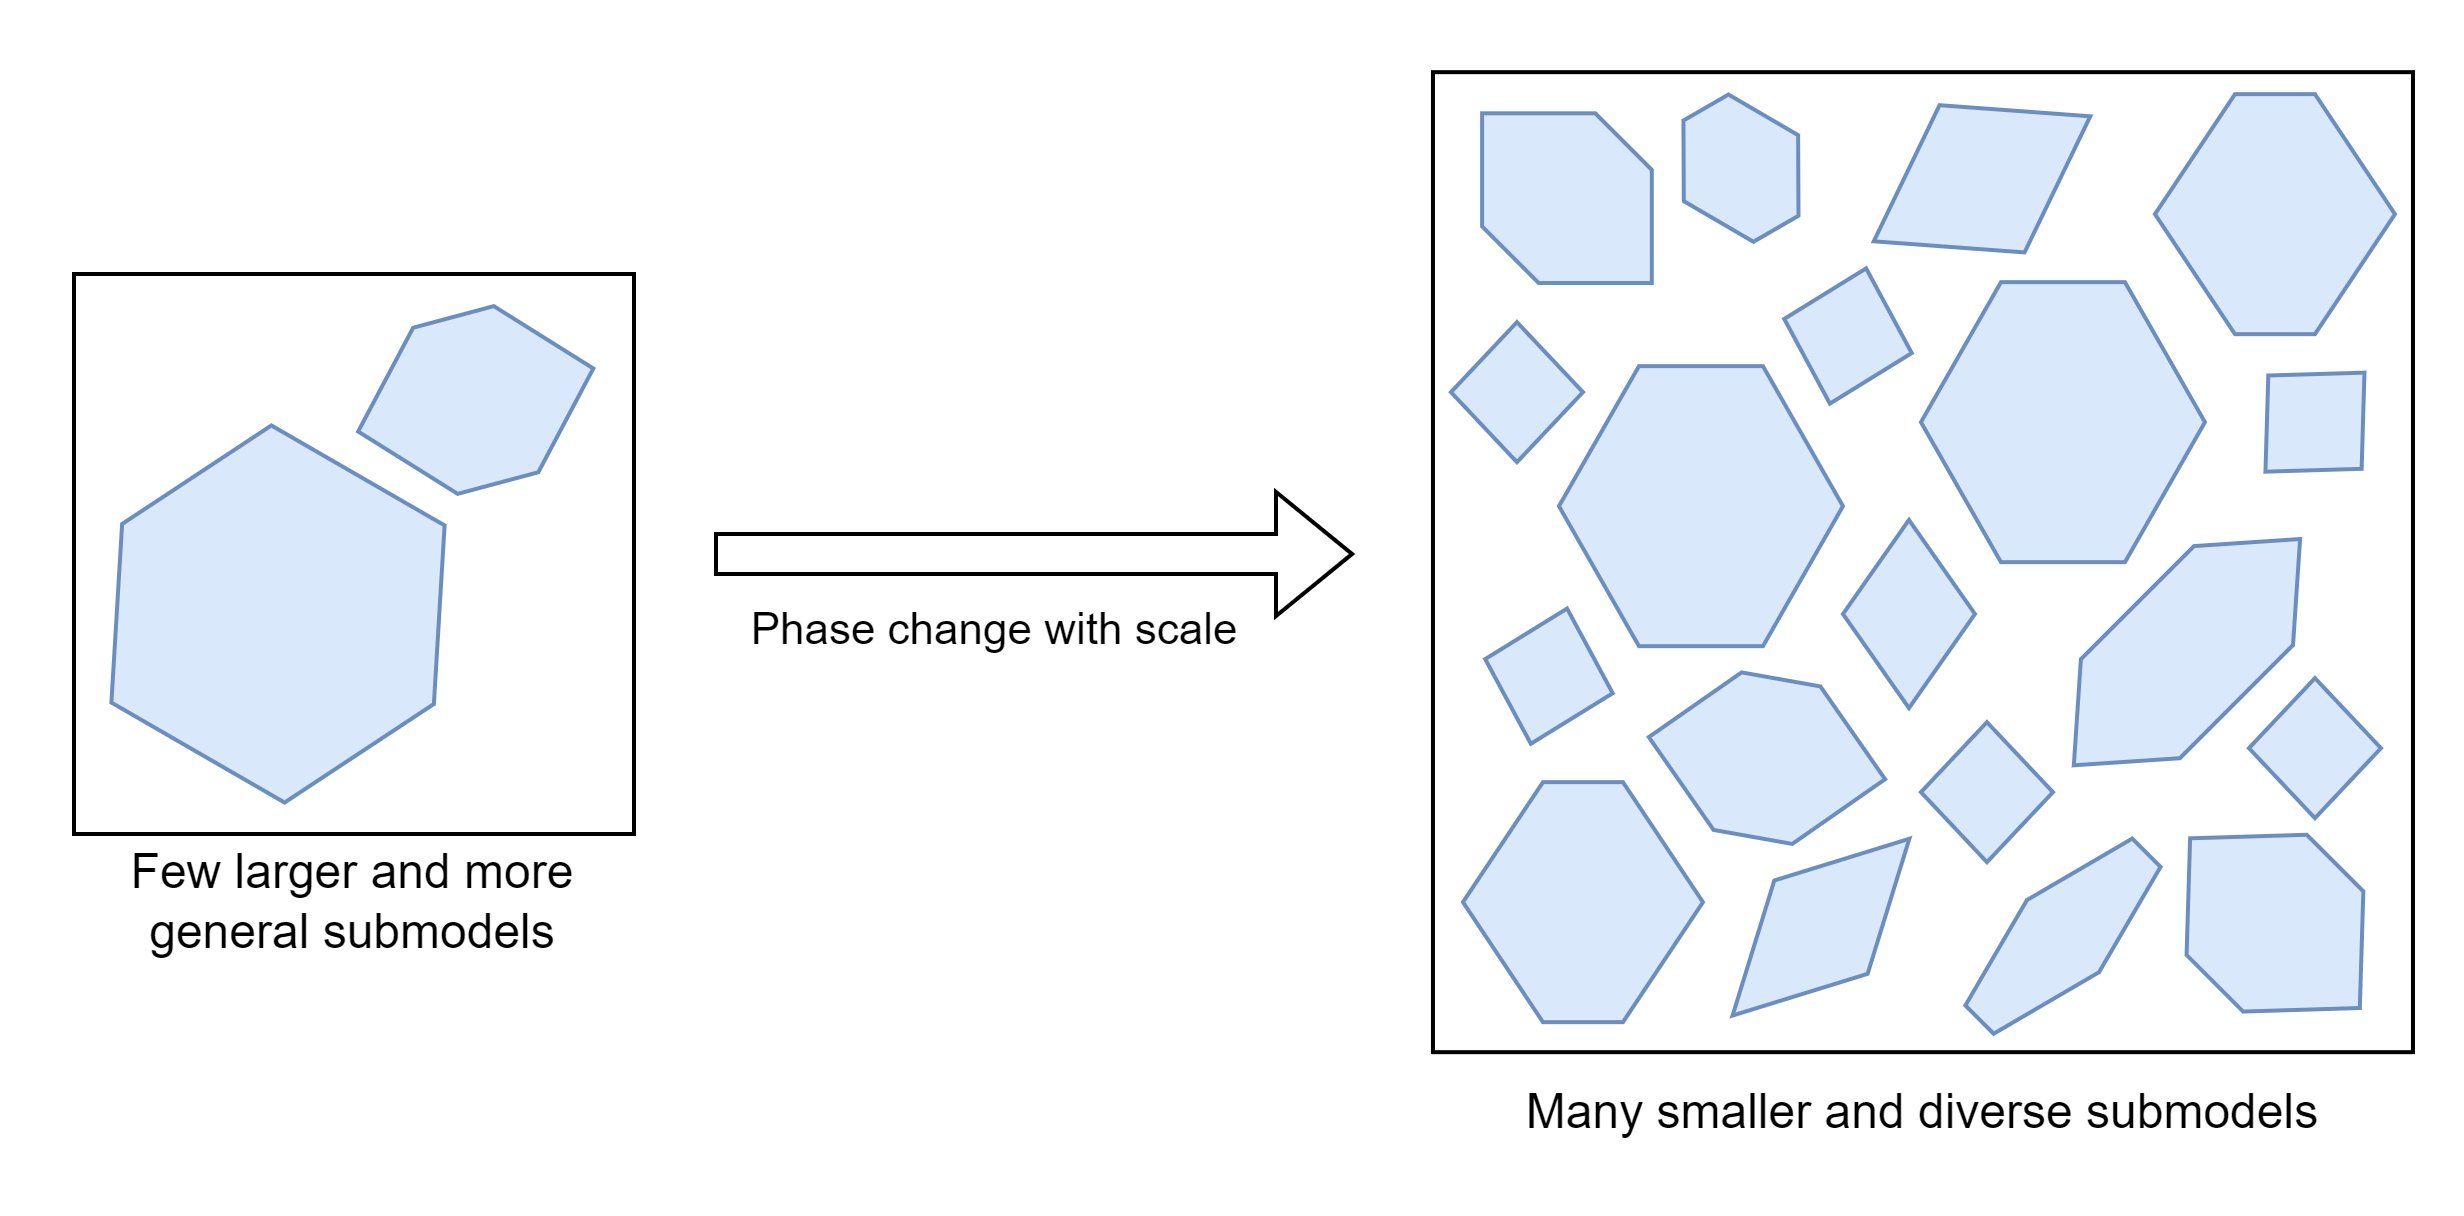 Phase change with scale
Few larger and more
general submodels
Many smaller and diverse submodels